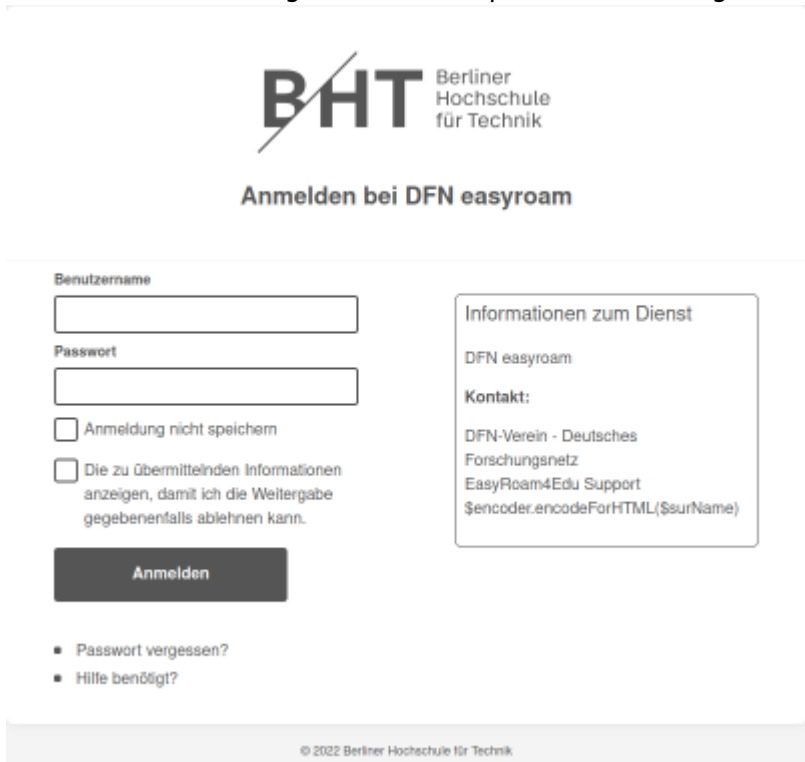 BHT
Berliner
Hochschule
für Technik
Anmelden bei DFN easyroam
Benutzername
Passwort
Anmeldung nicht speichern
Die zu übermittelnden Informationen
anzeigen, damit ich die Weitergabe
gegebenenfalls ablehnen kann.
Anmelden
Passwort vergessen?
Hilfe benötigt?
Informationen zum Dienst
DFN easyroam
Kontakt:
DFN-Verein - Deutsches
Forschungsnetz
EasyRoam4Edu Support
$encoder.encodeForHTML($surName)
© 2022 Berliner Hochschule für Technik